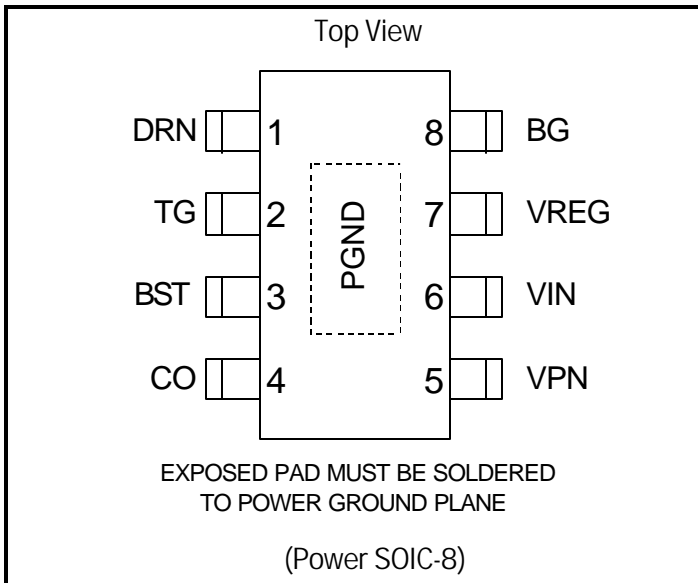 Top View
DRN 1 8 BG
TG 2 7 VREG
PGND
BST 3 6 VIN
CO 4 5 VPN
EXPOSED PAD MUST BE SOLDERED
TO POWER GROUND PLANE
(Power SOIC-8)